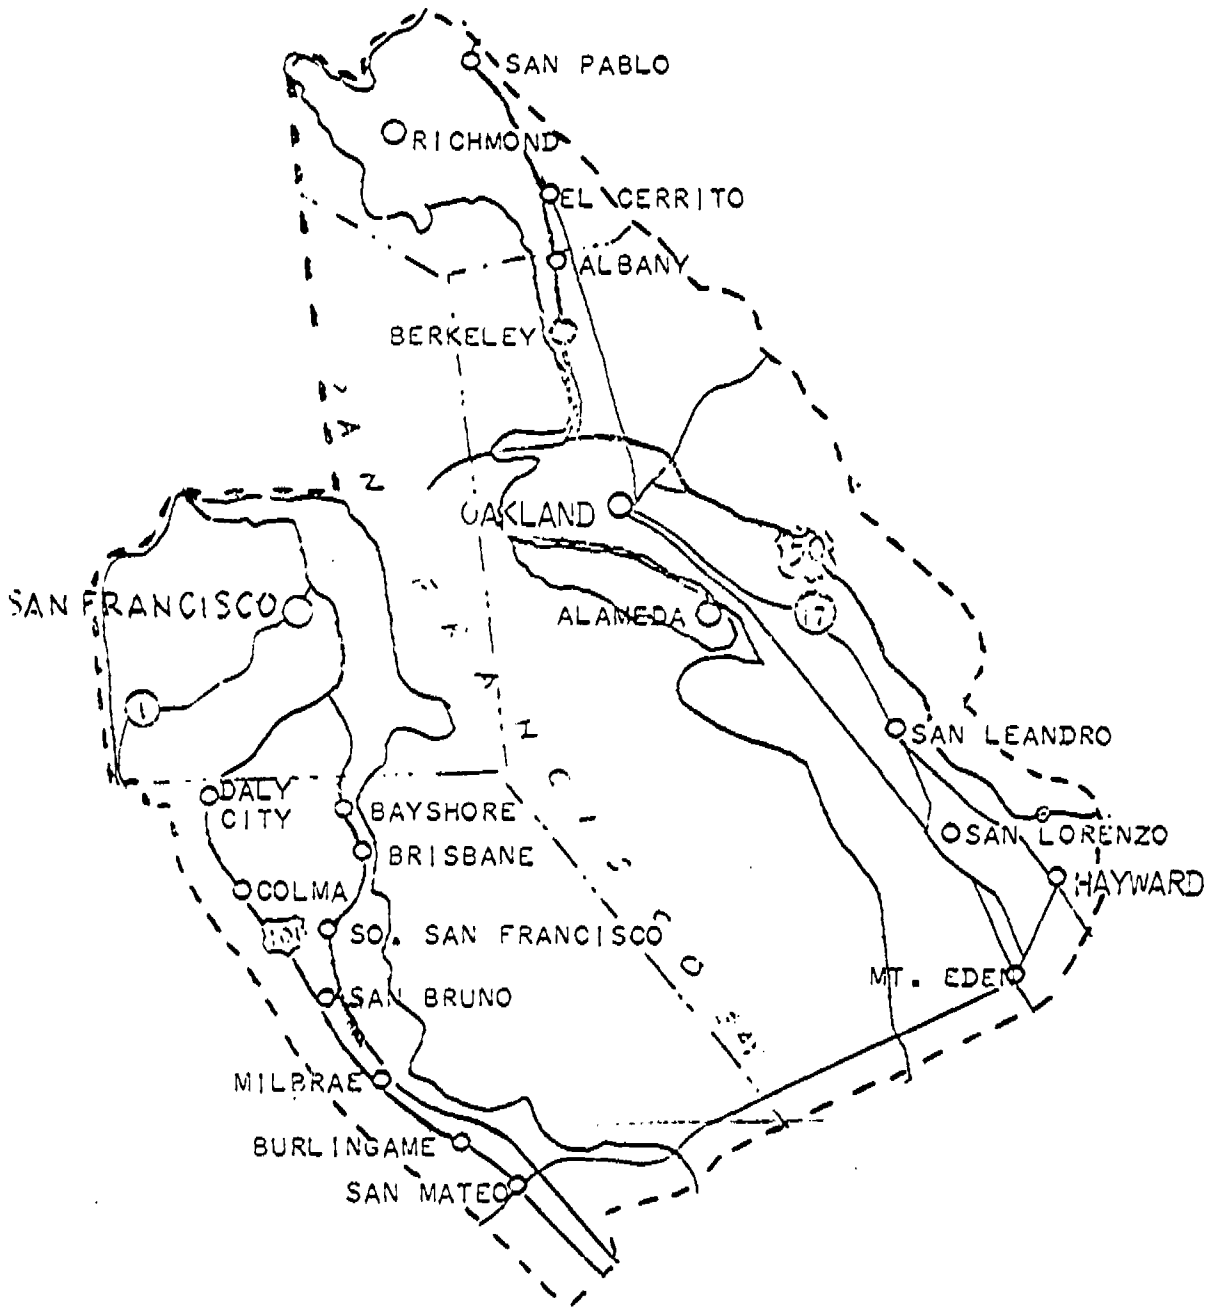 SAN PABLO
RICHMOND
EL CERRITO
ALBANY
BERKELEY
OAKLAND
SAN FRANCISCO
ALAMEDA
17
1
SAN LEANDRO
DALY
CITY
BAYSHORE
SAN LORENZO
BRISBANE
HAYWARD
COLMA
101
SO. SAN FRANCISCO
MT. EDEN
SAN BRUNO
MILBRAE
BURLINGAME
SAN MATEO